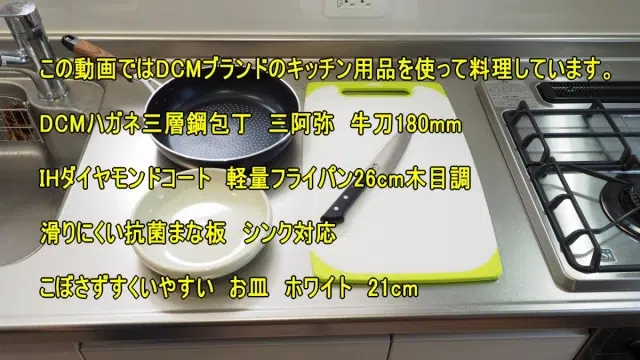 この動画ではDCMブランドのキッチン用品を使って料理しています。
DCMハガネ三層鋼包丁　三阿弥　牛刀180mm
IHダイヤモンドコート　軽量フライパン26cm木目調
滑りにくい抗菌まな板　シンク対応
こぼさずすくいやすい　お皿　ホワイト　21cm